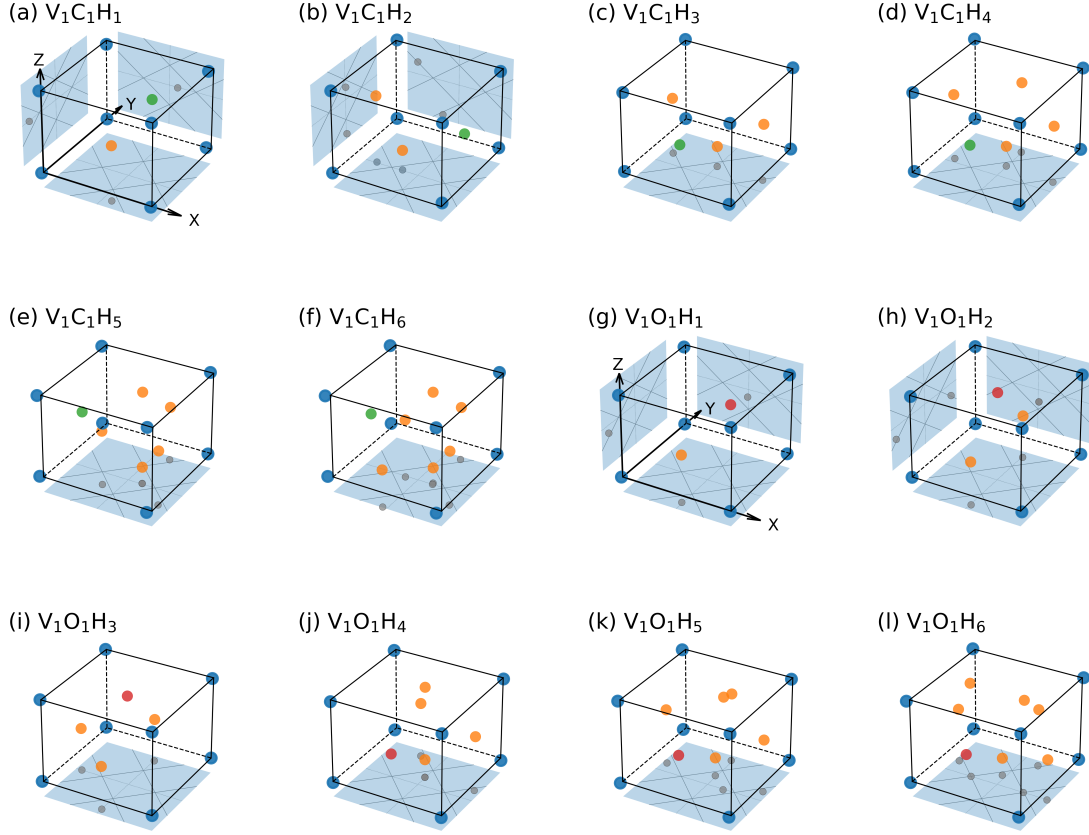 (a) V₁C₁H₁
(b) V₁C₁H₂
(c) V₁C₁H₃
(d) V₁C₁H₄
Z
Y
X
(e) V₁C₁H₅
(f) V₁C₁H₆
(g) V₁O₁H₁
(h) V₁O₁H₂
Z
Y
X
(i) V₁O₁H₃
(j) V₁O₁H₄
(k) V₁O₁H₅
(l) V₁O₁H₆